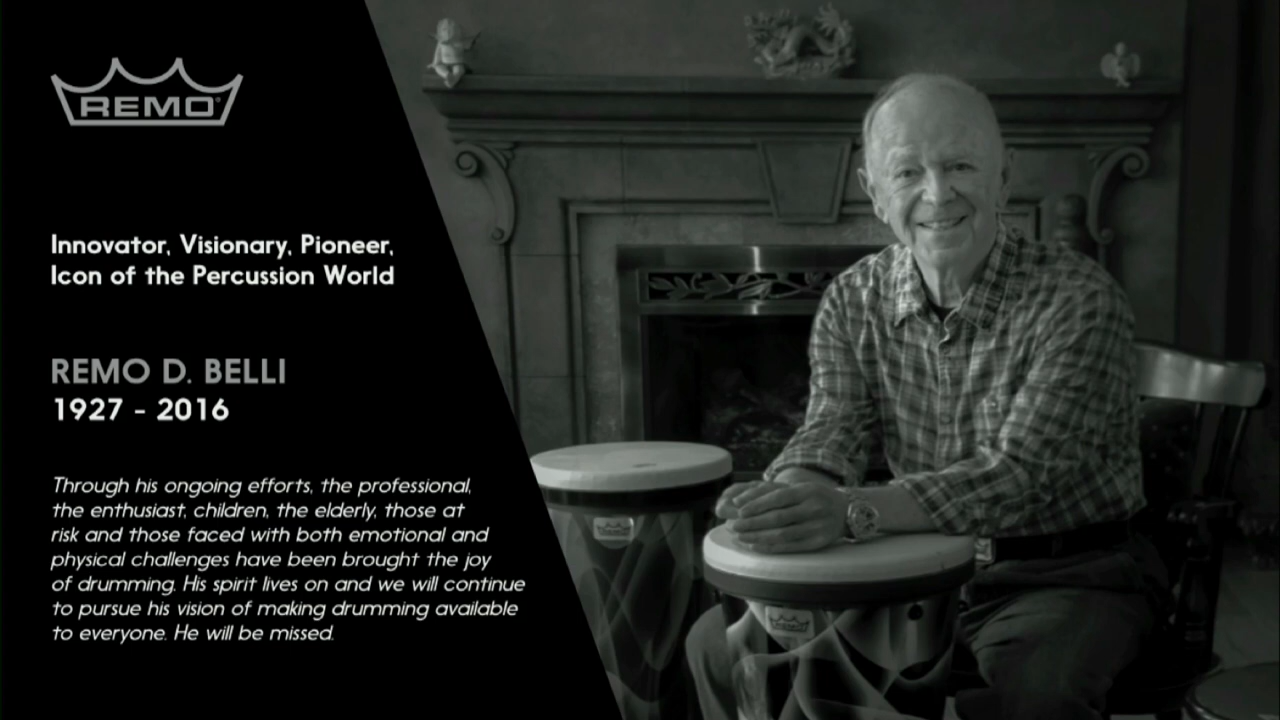 REMO
Innovator, Visionary, Pioneer,
Icon of the Percussion World
REMO D. BELLI
1927 - 2016
Through his ongoing efforts, the professional,
the enthusiast, children, the elderly, those at
risk and those faced with both emotional and
physical challenges have been brought the joy
of drumming. His spirit lives on and we will continue
to pursue his vision of making drumming available
to everyone. He will be missed.
REMO
REMO